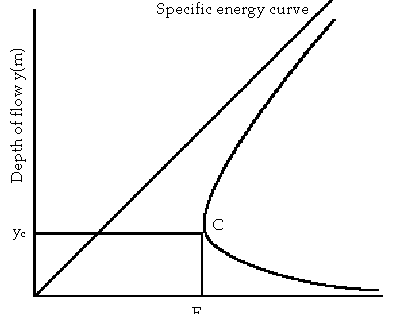 Specific energy curve
Depth of flow y(m)
C
yc
E